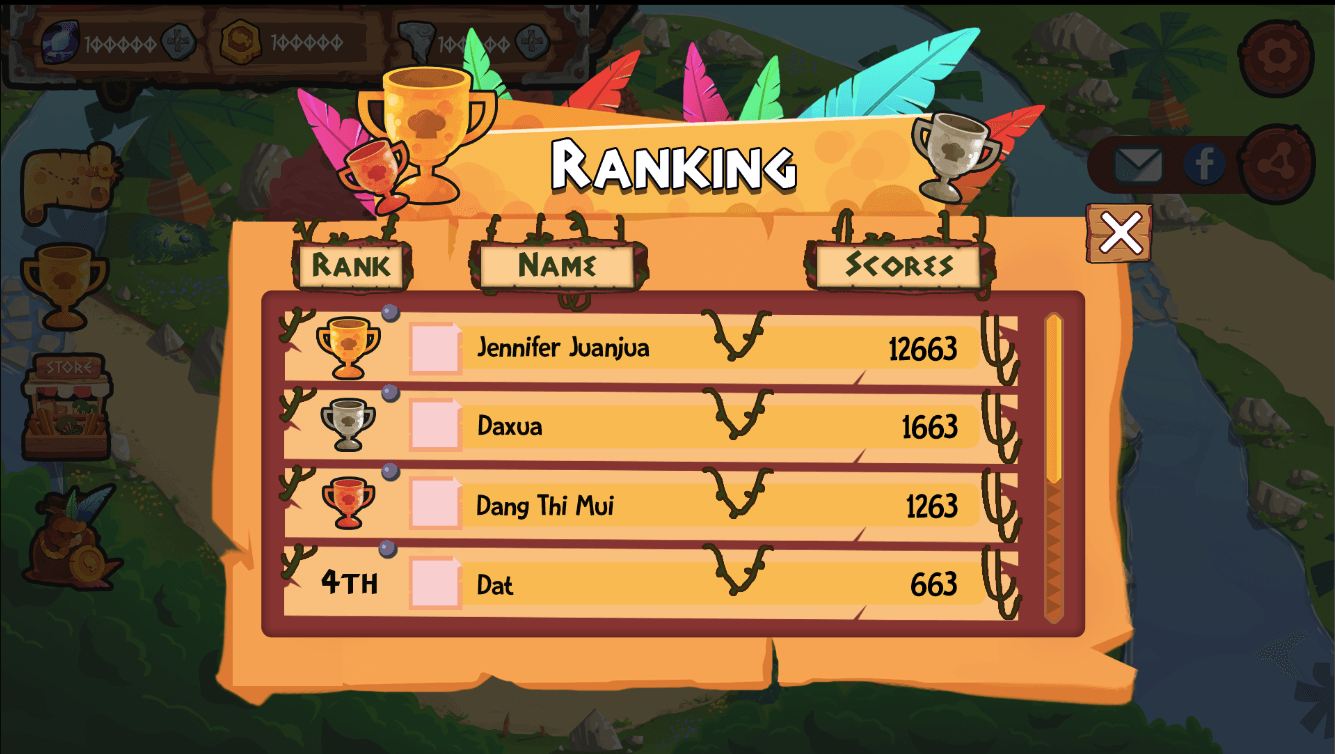 100000 100000
RANKING
RANK NAME SCORES
Jennifer Juanjua 12663
Daxua 1663
STORE
Dang Thi Mui 1263
4TH Dat 663